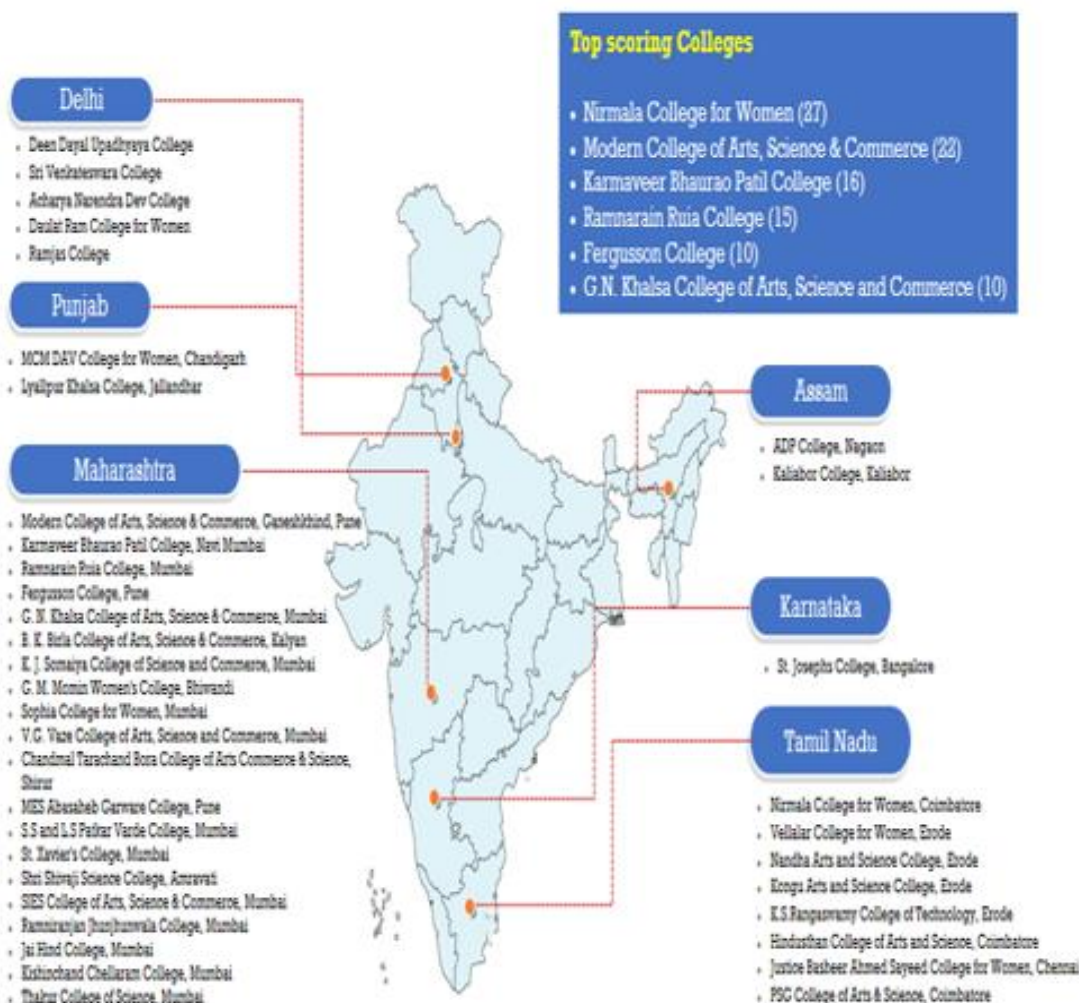 Top scoring Colleges
• Nirmala College for Women (27)
• Modern College of Arts, Science & Commerce (22)
• Karmaveer Bhaurao Patil College (16)
• Ramnarain Ruia College (15)
• Fergusson College (10)
• G.N. Khalsa College of Arts, Science and Commerce (10)
Delhi
• Deen Dayal Upadhyaya College
• Sri Venkateswara College
• Acharya Narendra Dev College
• Daulat Ram College for Women
• Ramjas College
Punjab
• MCM DAV College for Women, Chandigarh
• Lyallpur Khalsa College, Jallandhar
Maharashtra
• Modern College of Arts, Science & Commerce, Ganeshkhind, Pune
• Karmaveer Bhaurao Patil College, Navi Mumbai
• Ramnarain Ruia College, Mumbai
• Fergusson College, Pune
• G. N. Khalsa College of Arts, Science & Commerce, Mumbai
• B. K. Birla College of Arts, Science & Commerce, Kalyan
• K. J. Somaiya College of Science and Commerce, Mumbai
• G. M. Momin Women's College, Bhiwandi
• Sophia College for Women, Mumbai
• V.G. Vaze College of Arts, Science and Commerce, Mumbai
• Chandmal Tarachand Bora College of Arts Commerce & Science,
Shirur
• MES Abasaheb Garware College, Pune
• S.S and L.S Patkar Varde College, Mumbai
• St. Xavier's College, Mumbai
• Shri Shivaji Science College, Amravati
• SIES College of Arts, Science & Commerce, Mumbai
• Ramniranjan Jhunjhunwala College, Mumbai
• Jai Hind College, Mumbai
• Kishinchand Chellaram College, Mumbai
• Thakur College of Science, Mumbai
Assam
• ADP College, Nagaon
• Kaliabor College, Kaliabor
Karnataka
• St. Josephs College, Bangalore
Tamil Nadu
• Nirmala College for Women, Coimbatore
• Vellalar College for Women, Erode
• Nandha Arts and Science College, Erode
• Kongu Arts and Science College, Erode
• K.S.Rangaswamy College of Technology, Erode
• Hindusthan College of Arts and Science, Coimbatore
• Justice Basheer Ahmed Sayeed College for Women, Chennai
• PSG College of Arts & Science, Coimbatore